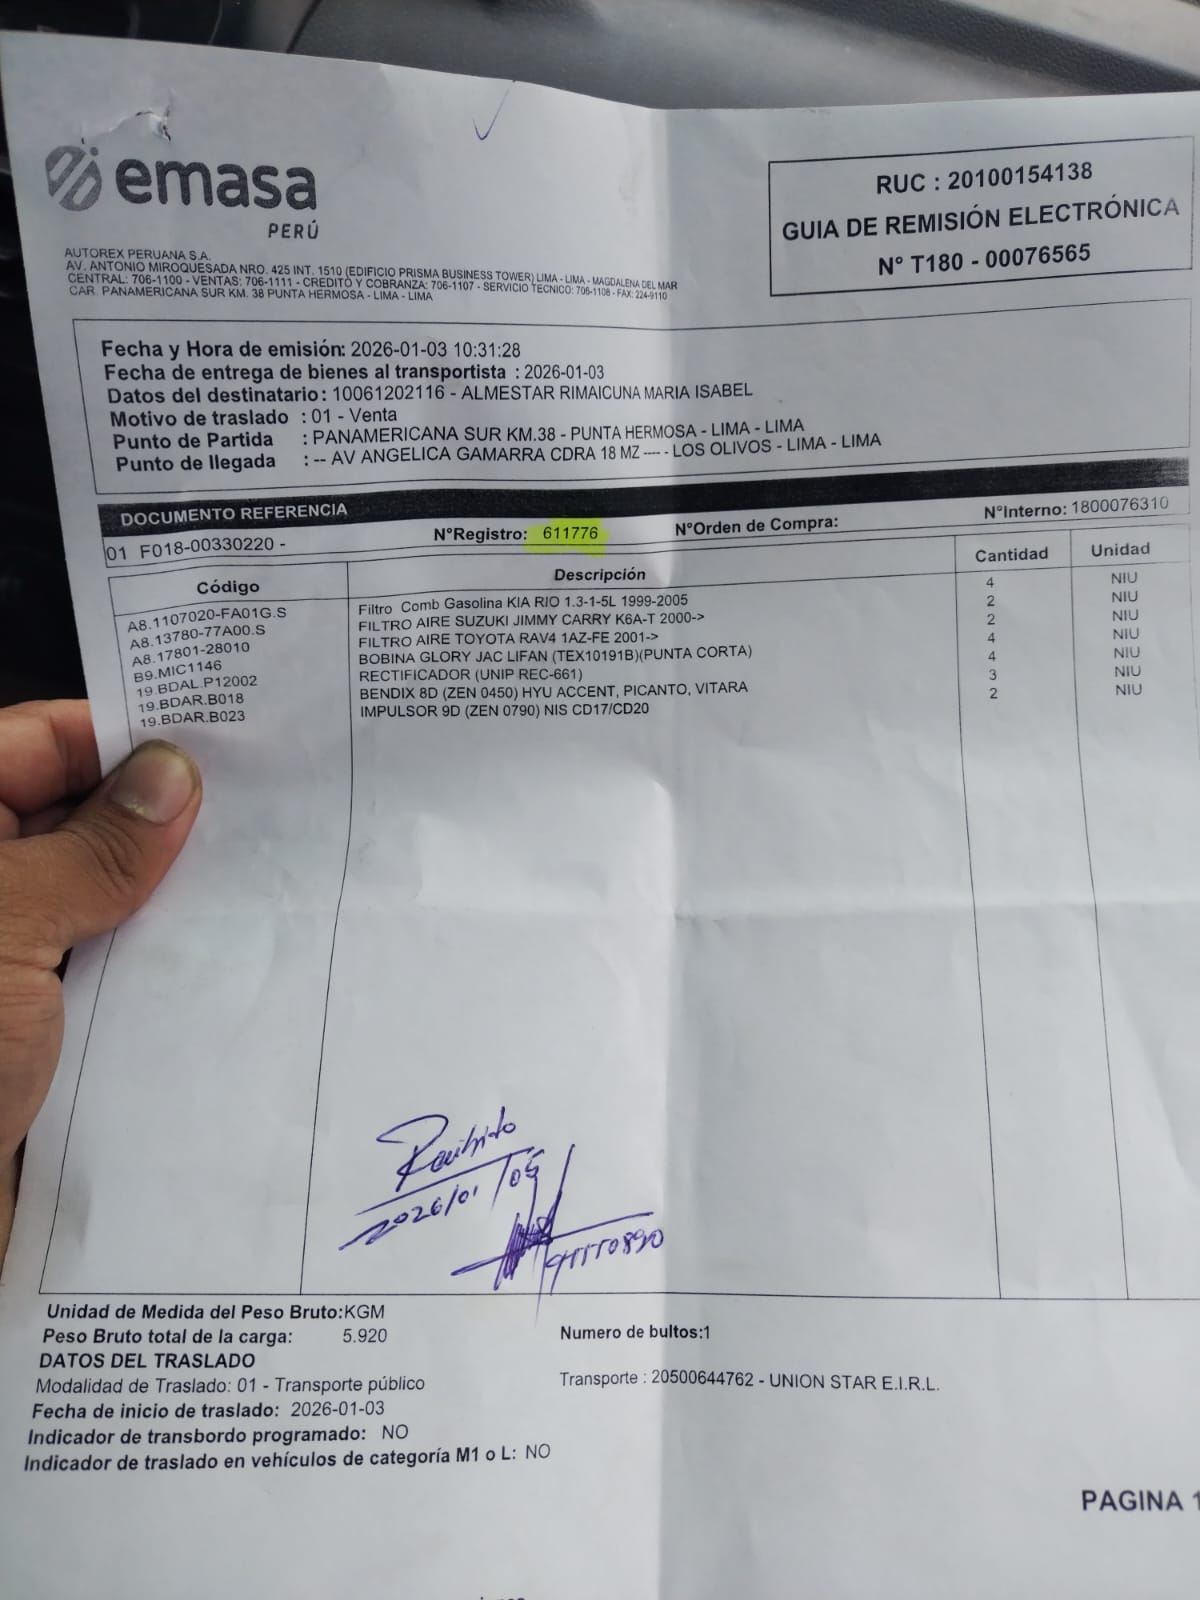 emasa
PERÚ
AUTOREX PERUANA S.A.
AV. ANTONIO MIROQUESADA NRO. 425 INT. 1510 (EDIFICIO PRISMA BUSINESS TOWER) LIMA - LIMA - MAGDALENA DEL MAR
CENTRAL: 706-1100 - VENTAS: 706-1111 - CREDITO Y COBRANZA: 706-1107 - SERVICIO TECNICO: 706-1108 - FAX: 224-9110
CAR. PANAMERICANA SUR KM. 38 PUNTA HERMOSA - LIMA - LIMA
RUC : 20100154138
GUIA DE REMISIÓN ELECTRÓNICA
N° T180 - 00076565
Fecha y Hora de emisión: 2026-01-03 10:31:28
Fecha de entrega de bienes al transportista : 2026-01-03
Datos del destinatario : 10061202116 - ALMESTAR RIMAICUNA MARIA ISABEL
Motivo de traslado : 01 - Venta
Punto de Partida : PANAMERICANA SUR KM.38 - PUNTA HERMOSA - LIMA - LIMA
Punto de llegada : -- AV ANGELICA GAMARRA CDRA 18 MZ ---- - LOS OLIVOS - LIMA - LIMA
DOCUMENTO REFERENCIA
01 F018-00330220 - N°Registro: 611776 N°Orden de Compra: N°Interno: 1800076310
Código Descripción Cantidad Unidad
A8.1107020-FA01G.S Filtro Comb Gasolina KIA RIO 1.3-1-5L 1999-2005 4 NIU
A8.13780-77A00.S FILTRO AIRE SUZUKI JIMMY CARRY K6A-T 2000-> 2 NIU
A8.17801-28010 FILTRO AIRE TOYOTA RAV4 1AZ-FE 2001-> 2 NIU
B9.MIC1146 BOBINA GLORY JAC LIFAN (TEX10191B)(PUNTA CORTA) 4 NIU
19.BDAL.P12002 RECTIFICADOR (UNIP REC-661) 4 NIU
19.BDAR.B018 BENDIX 8D (ZEN 0450) HYU ACCENT, PICANTO, VITARA 3 NIU
19.BDAR.B023 IMPULSOR 9D (ZEN 0790) NIS CD17/CD20 2 NIU
Recibido
2026/01/05
Unidad de Medida del Peso Bruto:KGM
Peso Bruto total de la carga: 5.920 Numero de bultos:1
DATOS DEL TRASLADO
Modalidad de Traslado: 01 - Transporte público Transporte : 20500644762 - UNION STAR E.I.R.L.
Fecha de inicio de traslado: 2026-01-03
Indicador de transbordo programado: NO
Indicador de traslado en vehículos de categoría M1 o L: NO
PAGINA 1